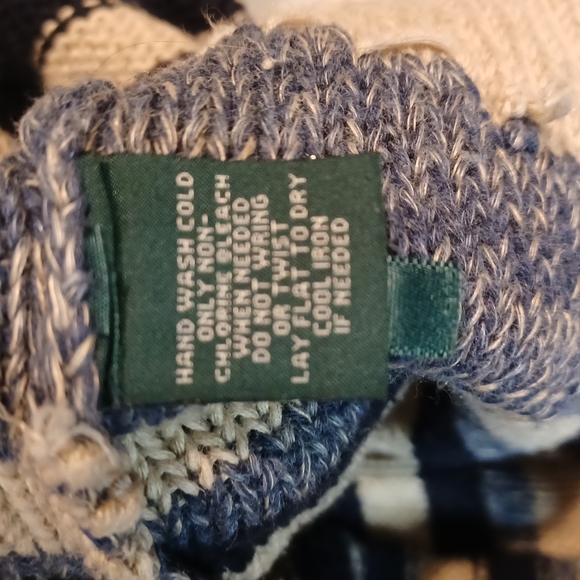 HAND WASH COLD
ONLY NON-
CHLORINE BLEACH
WHEN NEEDED
DO NOT WRING
OR TWIST
LAY FLAT TO DRY
COOL IRON
IF NEEDED